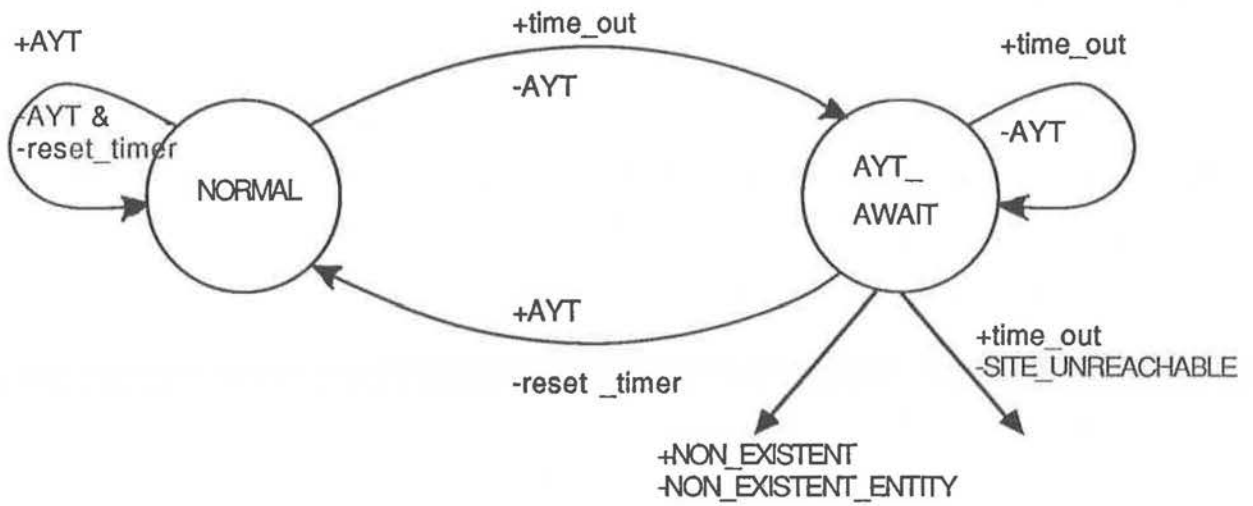 +AYT
-AYT &
-reset_timer
NORMAL
+time_out
-AYT
AYT_
AWAIT
+time_out
-AYT
+AYT
-reset _timer
+time_out
-SITE_UNREACHABLE
+NON_EXISTENT
-NON_EXISTENT_ENTITY